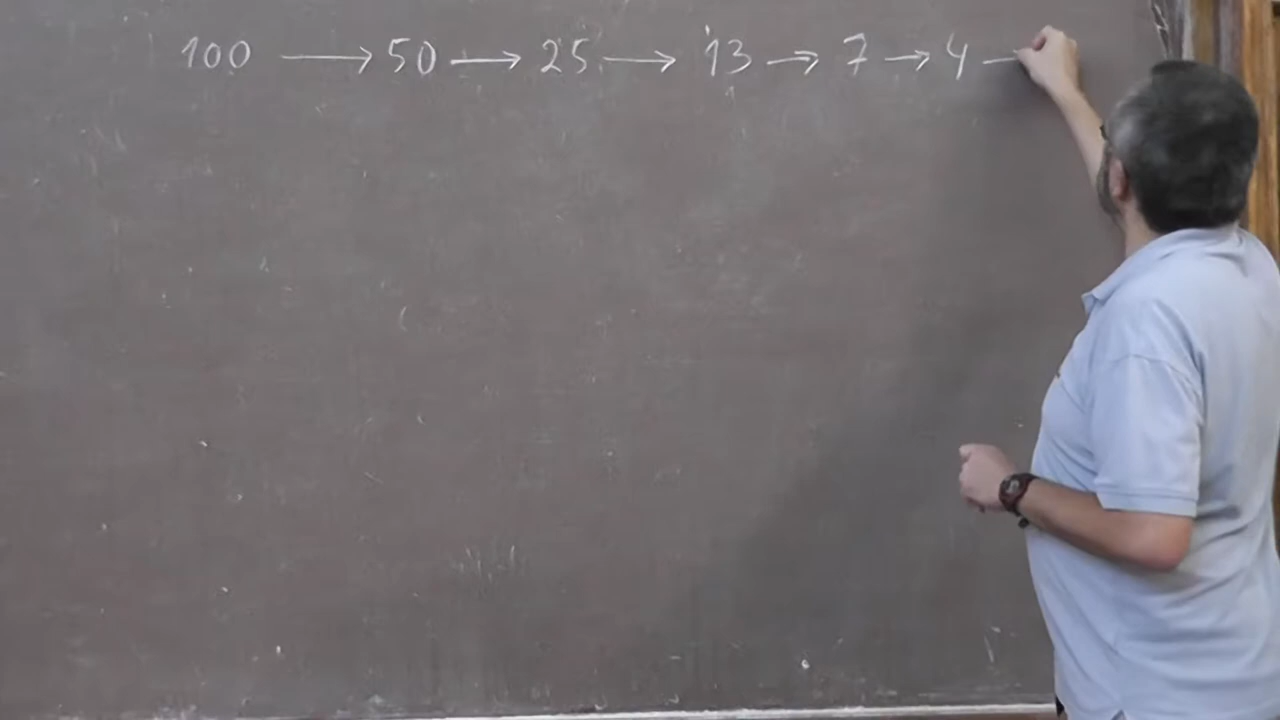 100 → 50 → 25 → 13 → 7 → 4 —